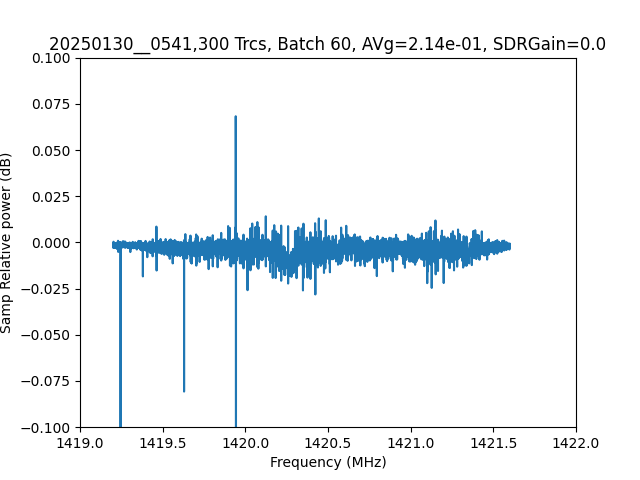 20250130__0541,300 Trcs, Batch 60, AVg=2.14e-01, SDRGain=0.0
0.100
0.075
0.050
0.025
0.000
−0.025
−0.050
−0.075
−0.100
Samp Relative power (dB)
1419.0 1419.5 1420.0 1420.5 1421.0 1421.5 1422.0
Frequency (MHz)